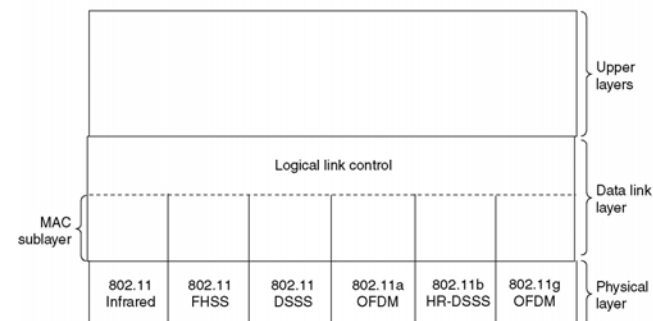 Upper
layers
Logical link control
Data link
layer
MAC
sublayer
802.11
Infrared
802.11
FHSS
802.11
DSSS
802.11a
OFDM
802.11b
HR-DSSS
802.11g
OFDM
Physical
layer